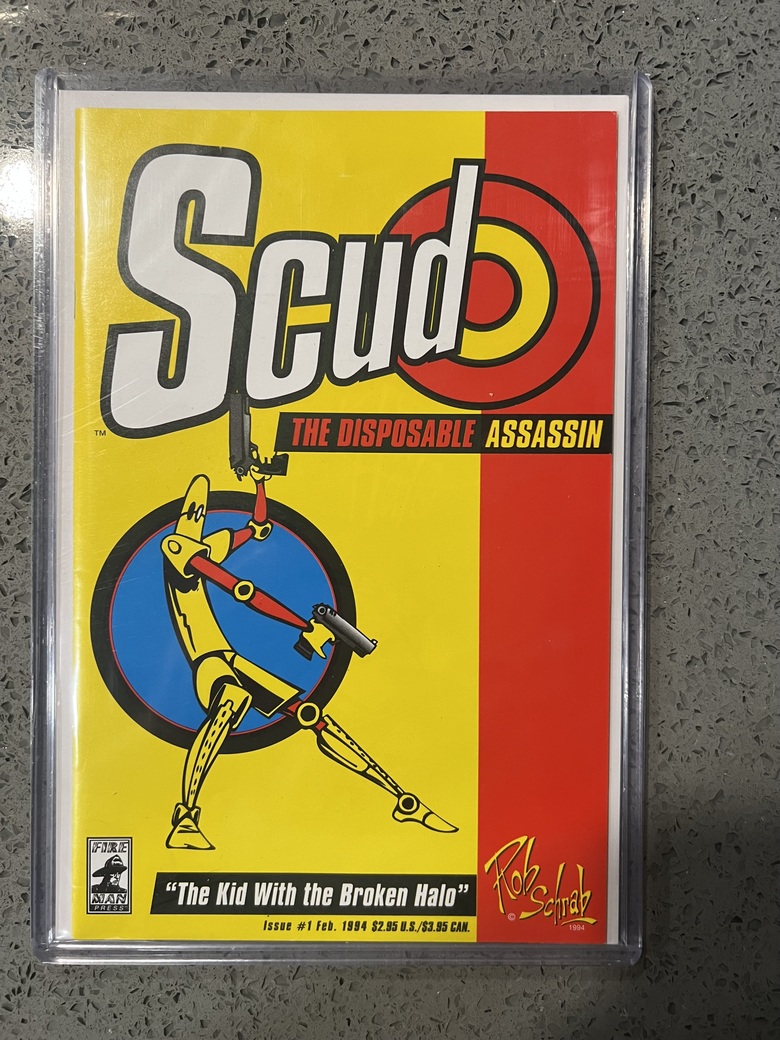 Scud
TM
THE DISPOSABLE ASSASSIN
FIRE
MAN
PRESS
"The Kid With the Broken Halo"
Issue #1 Feb. 1994 $2.95 U.S./$3.95 CAN.
Rob
Schrab
©
1994